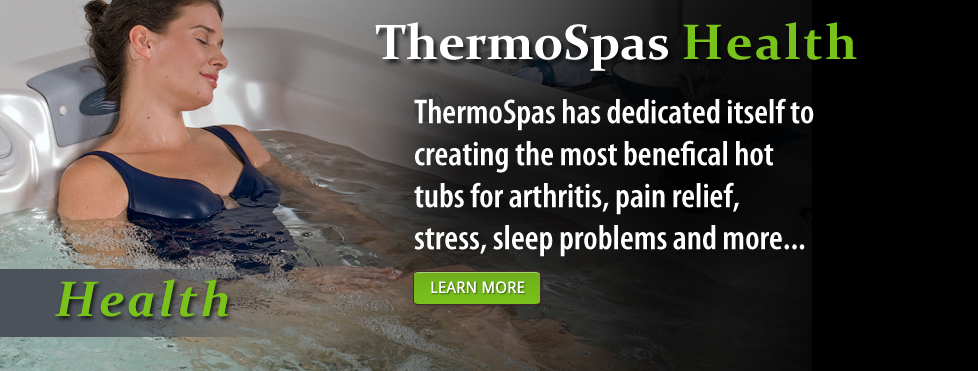 ThermoSpas Health
ThermoSpas has dedicated itself to
creating the most benefical hot
tubs for arthritis, pain relief,
stress, sleep problems and more...
LEARN MORE
Health